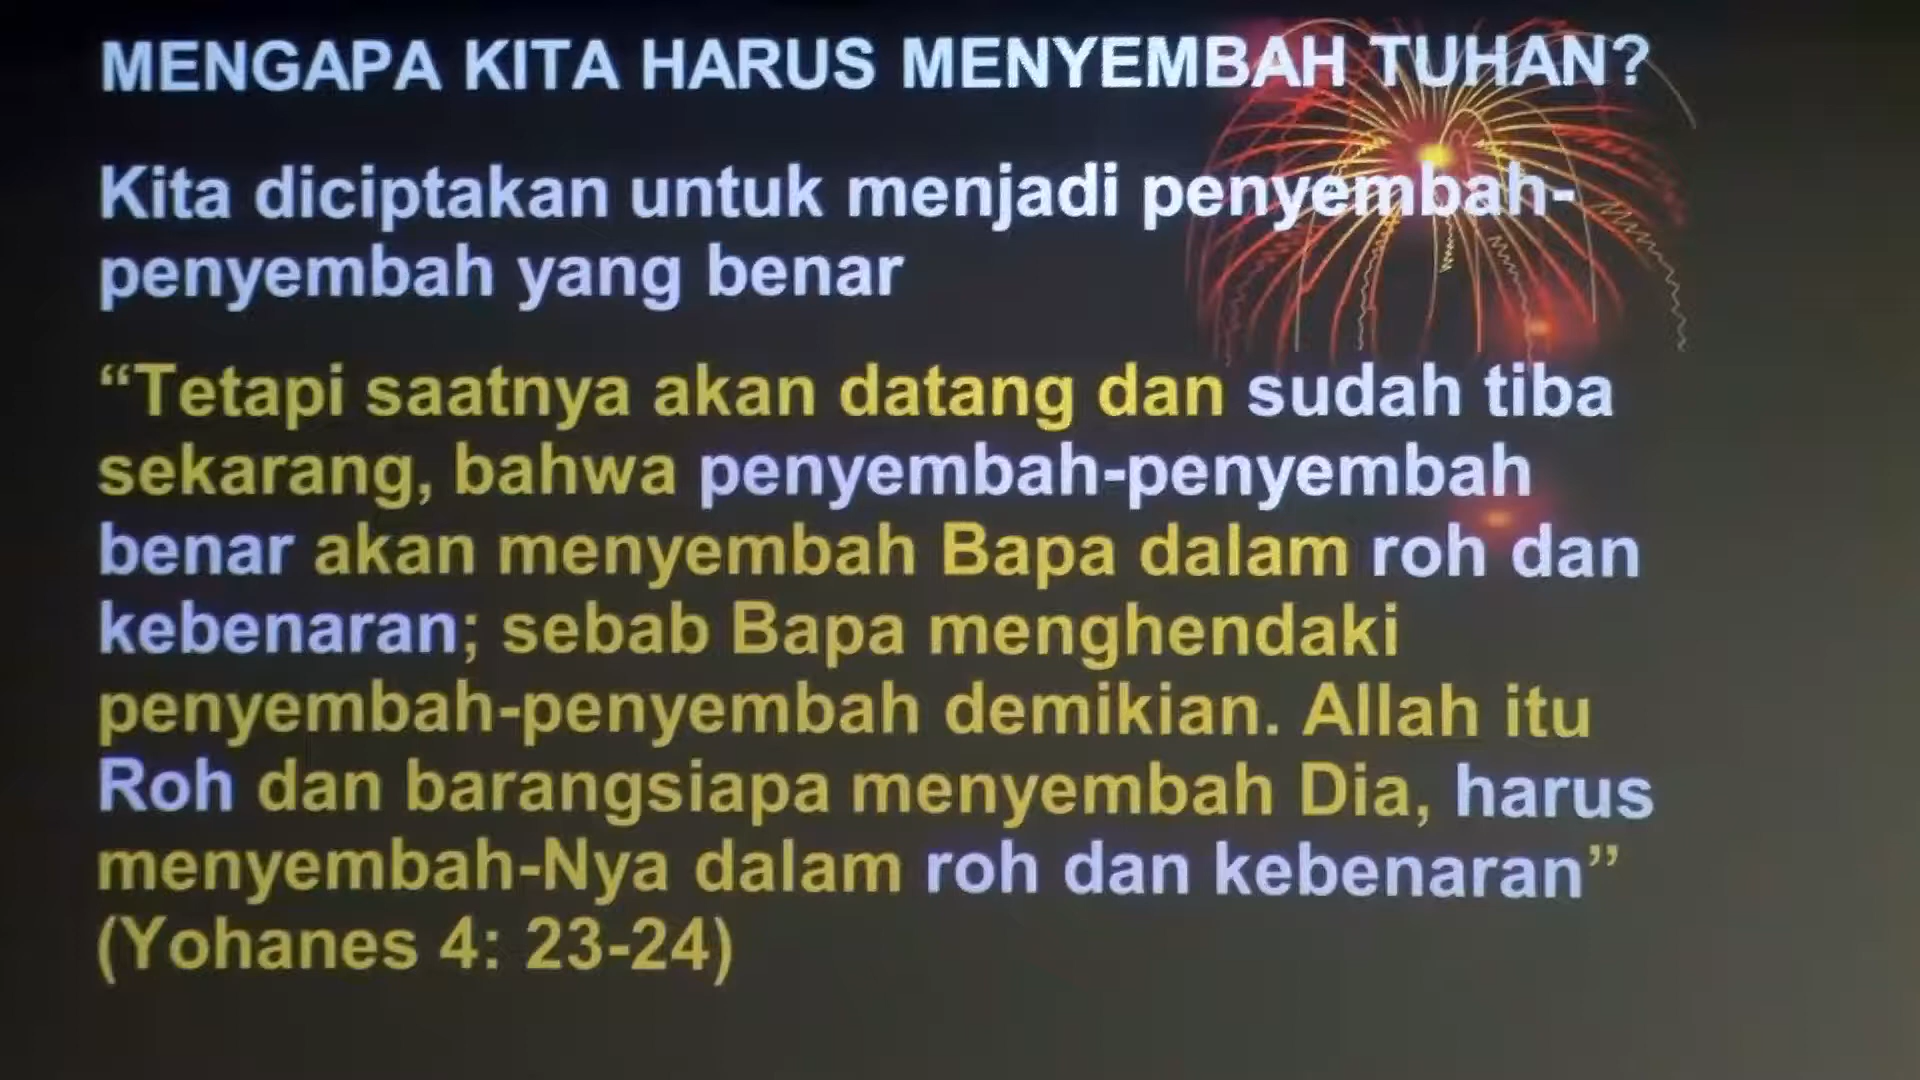 MENGAPA KITA HARUS MENYEMBAH TUHAN?
Kita diciptakan untuk menjadi penyembah-
penyembah yang benar
“Tetapi saatnya akan datang dan sudah tiba
sekarang, bahwa penyembah-penyembah
benar akan menyembah Bapa dalam roh dan
kebenaran; sebab Bapa menghendaki
penyembah-penyembah demikian. Allah itu
Roh dan barangsiapa menyembah Dia, harus
menyembah-Nya dalam roh dan kebenaran”
(Yohanes 4: 23-24)